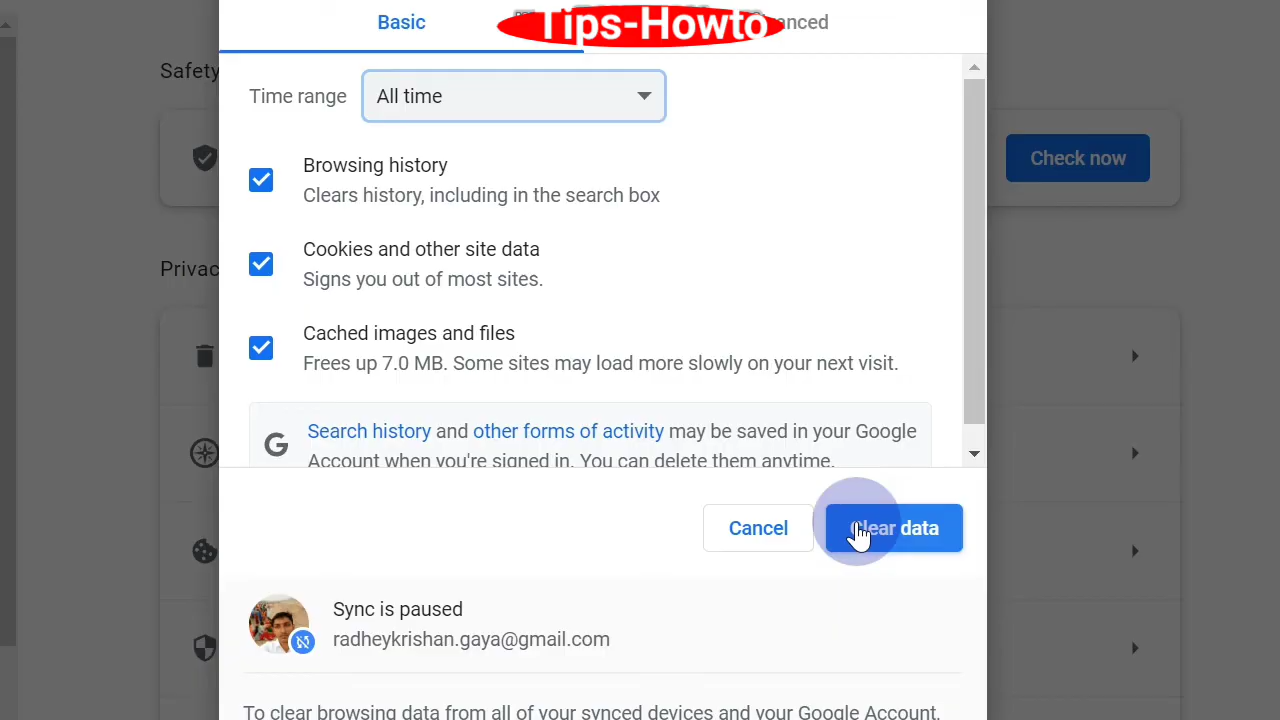 Basic
Tips-Howto
anced
Safety
Time range
All time
Browsing history
Clears history, including in the search box
Check now
Cookies and other site data
Signs you out of most sites.
Privac
Cached images and files
Frees up 7.0 MB. Some sites may load more slowly on your next visit.
Search history and other forms of activity may be saved in your Google
Account when you're signed in. You can delete them anytime.
Cancel
Clear data
Sync is paused
radheykrishan.gaya@gmail.com
To clear browsing data from all of your synced devices and your Google Account,